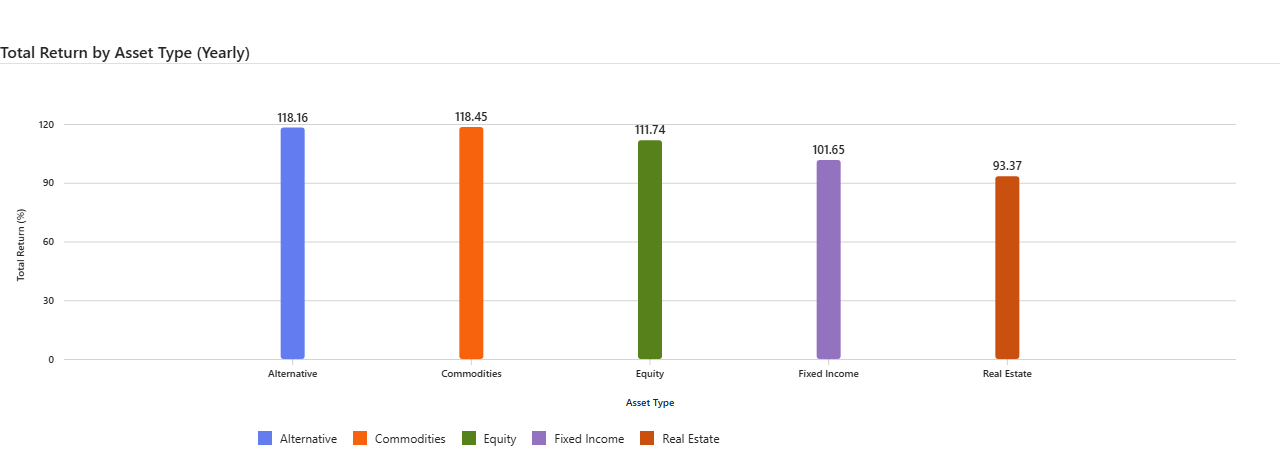 Total Return by Asset Type (Yearly)
118.16 118.45 111.74 101.65 93.37
120
90
60
30
0
Total Return (%)
Alternative Commodities Equity Fixed Income Real Estate
Asset Type
Alternative Commodities Equity Fixed Income Real Estate